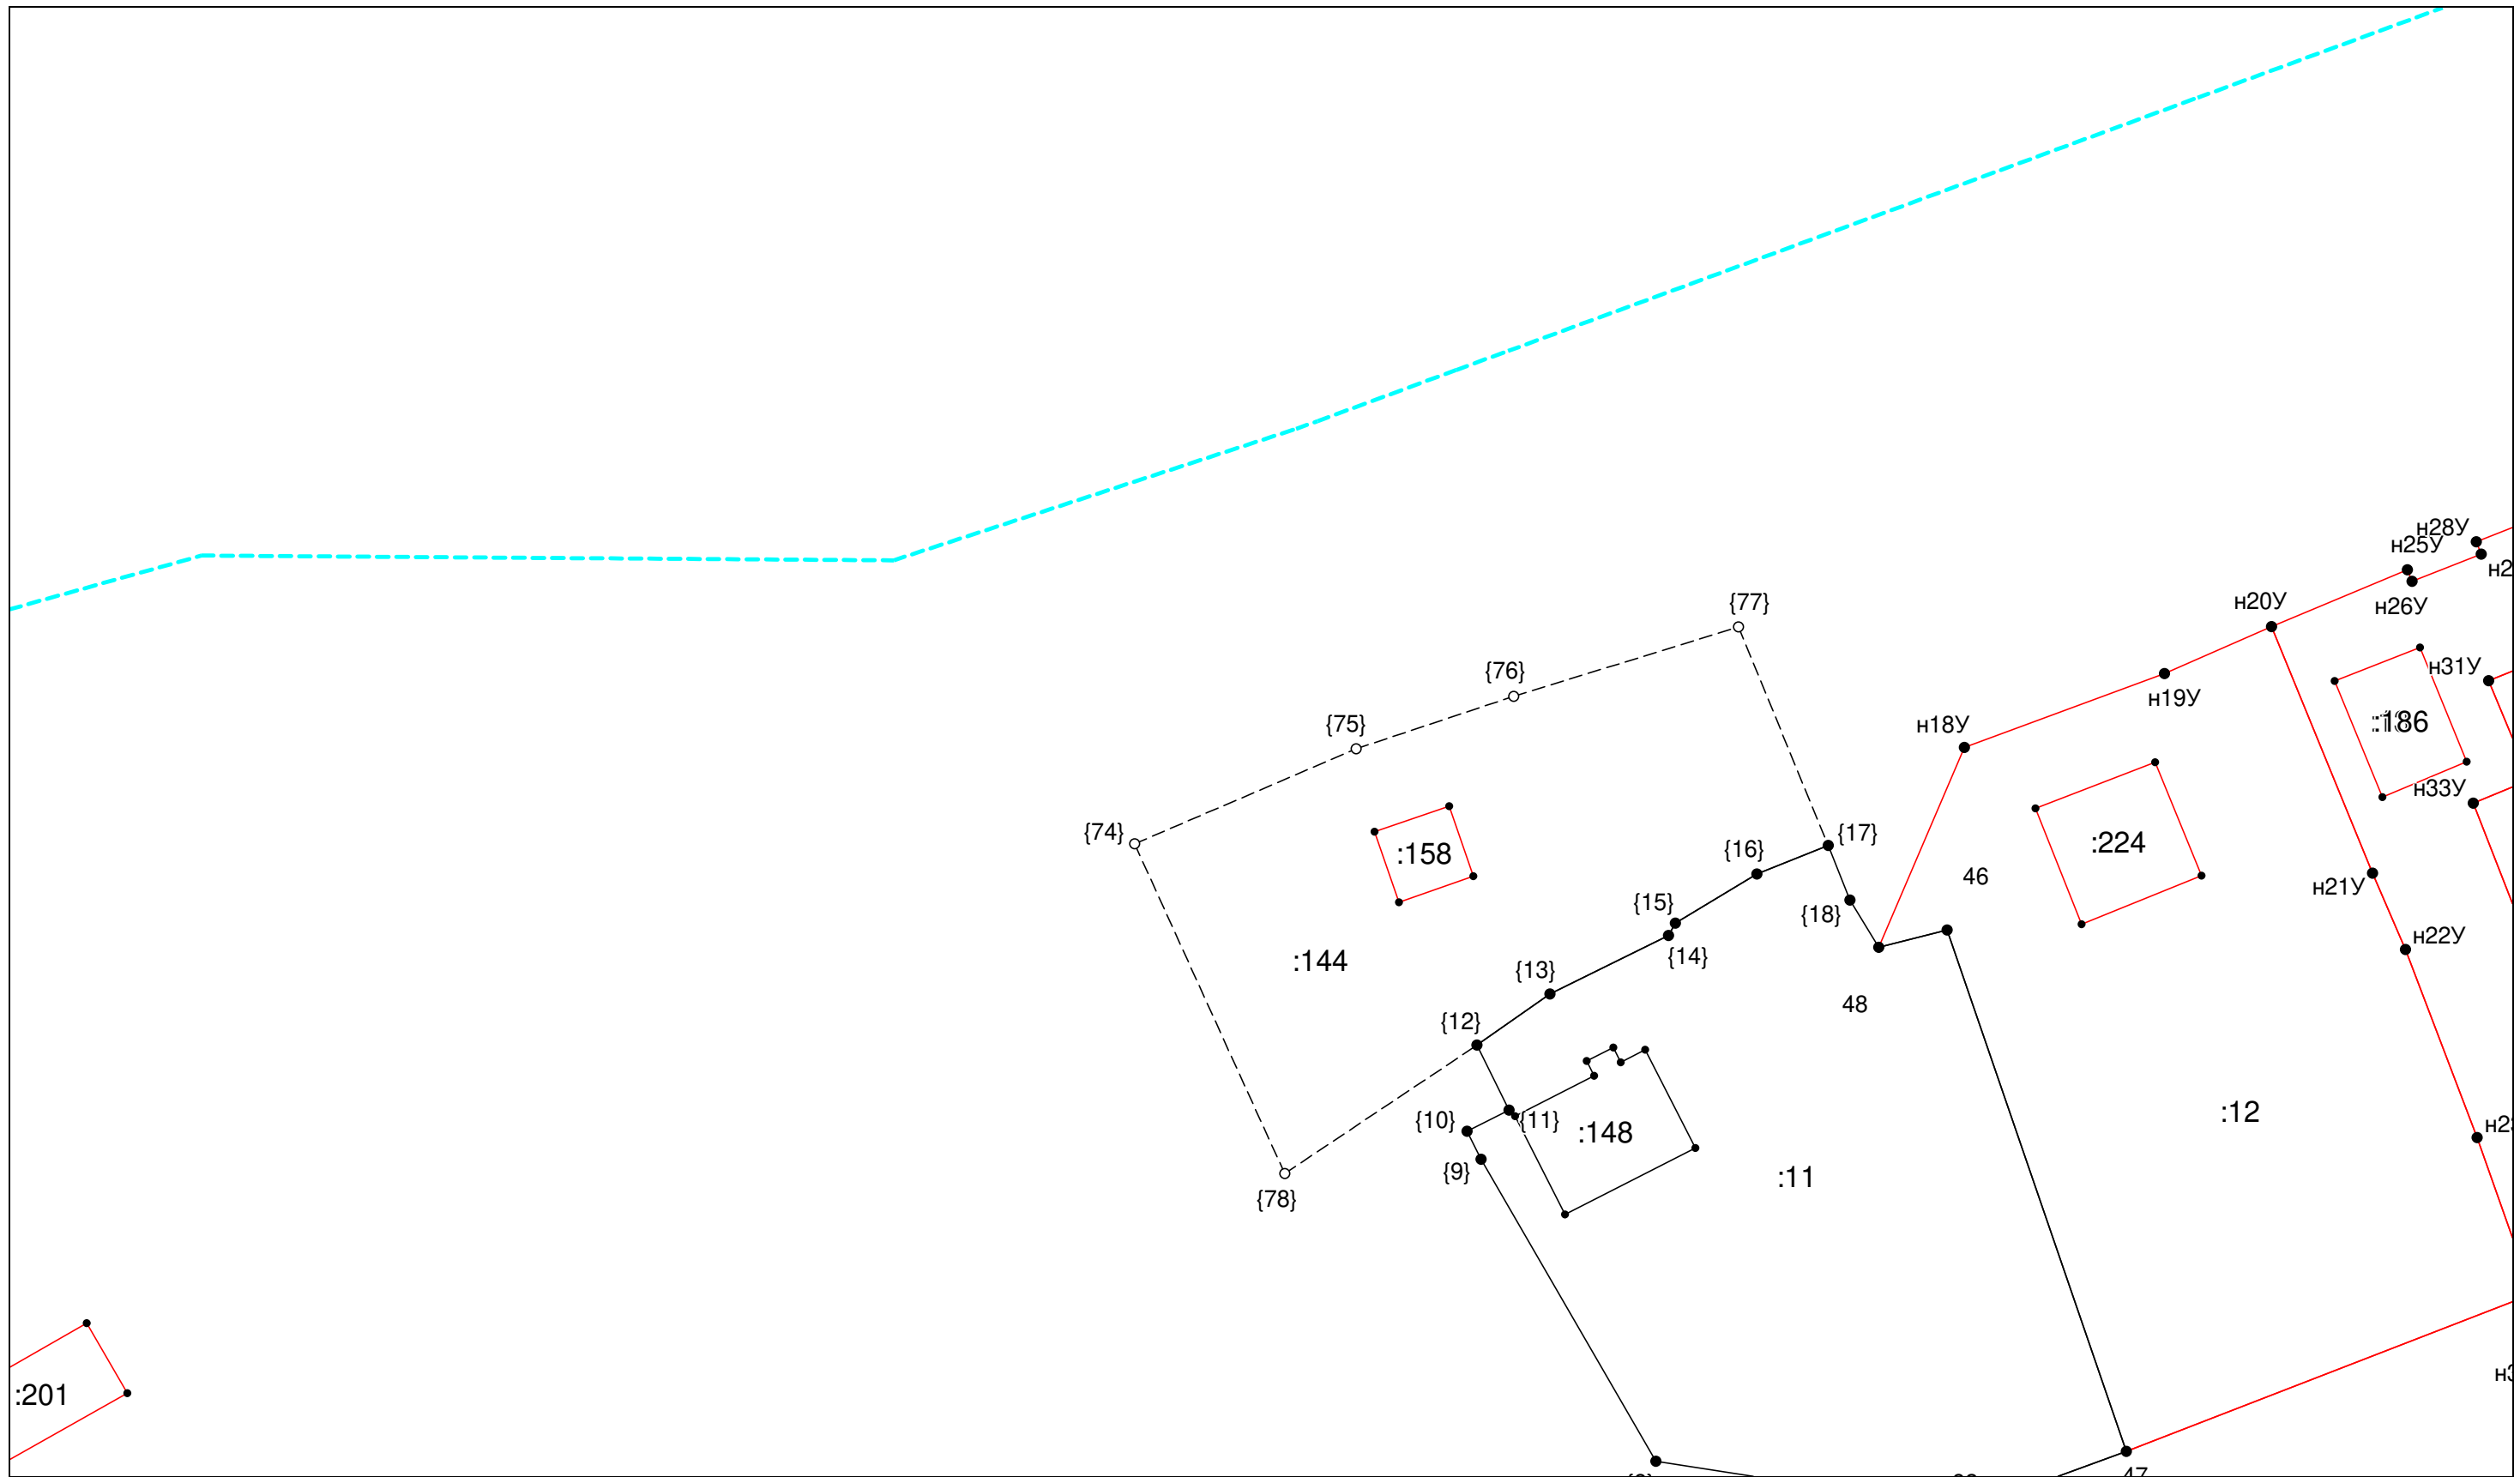 н28У
н25У
н26У
н20У
{77}
{76}
н31У
н19У
:186
н18У
{75}
н33У
{74}
{17}
:224
{16}
:158
46
н21У
{15}
{18}
н22У
{14}
:144
{13}
48
{12}
:12
{10}
{11}
:148
{9}
:11
{78}
:201
47